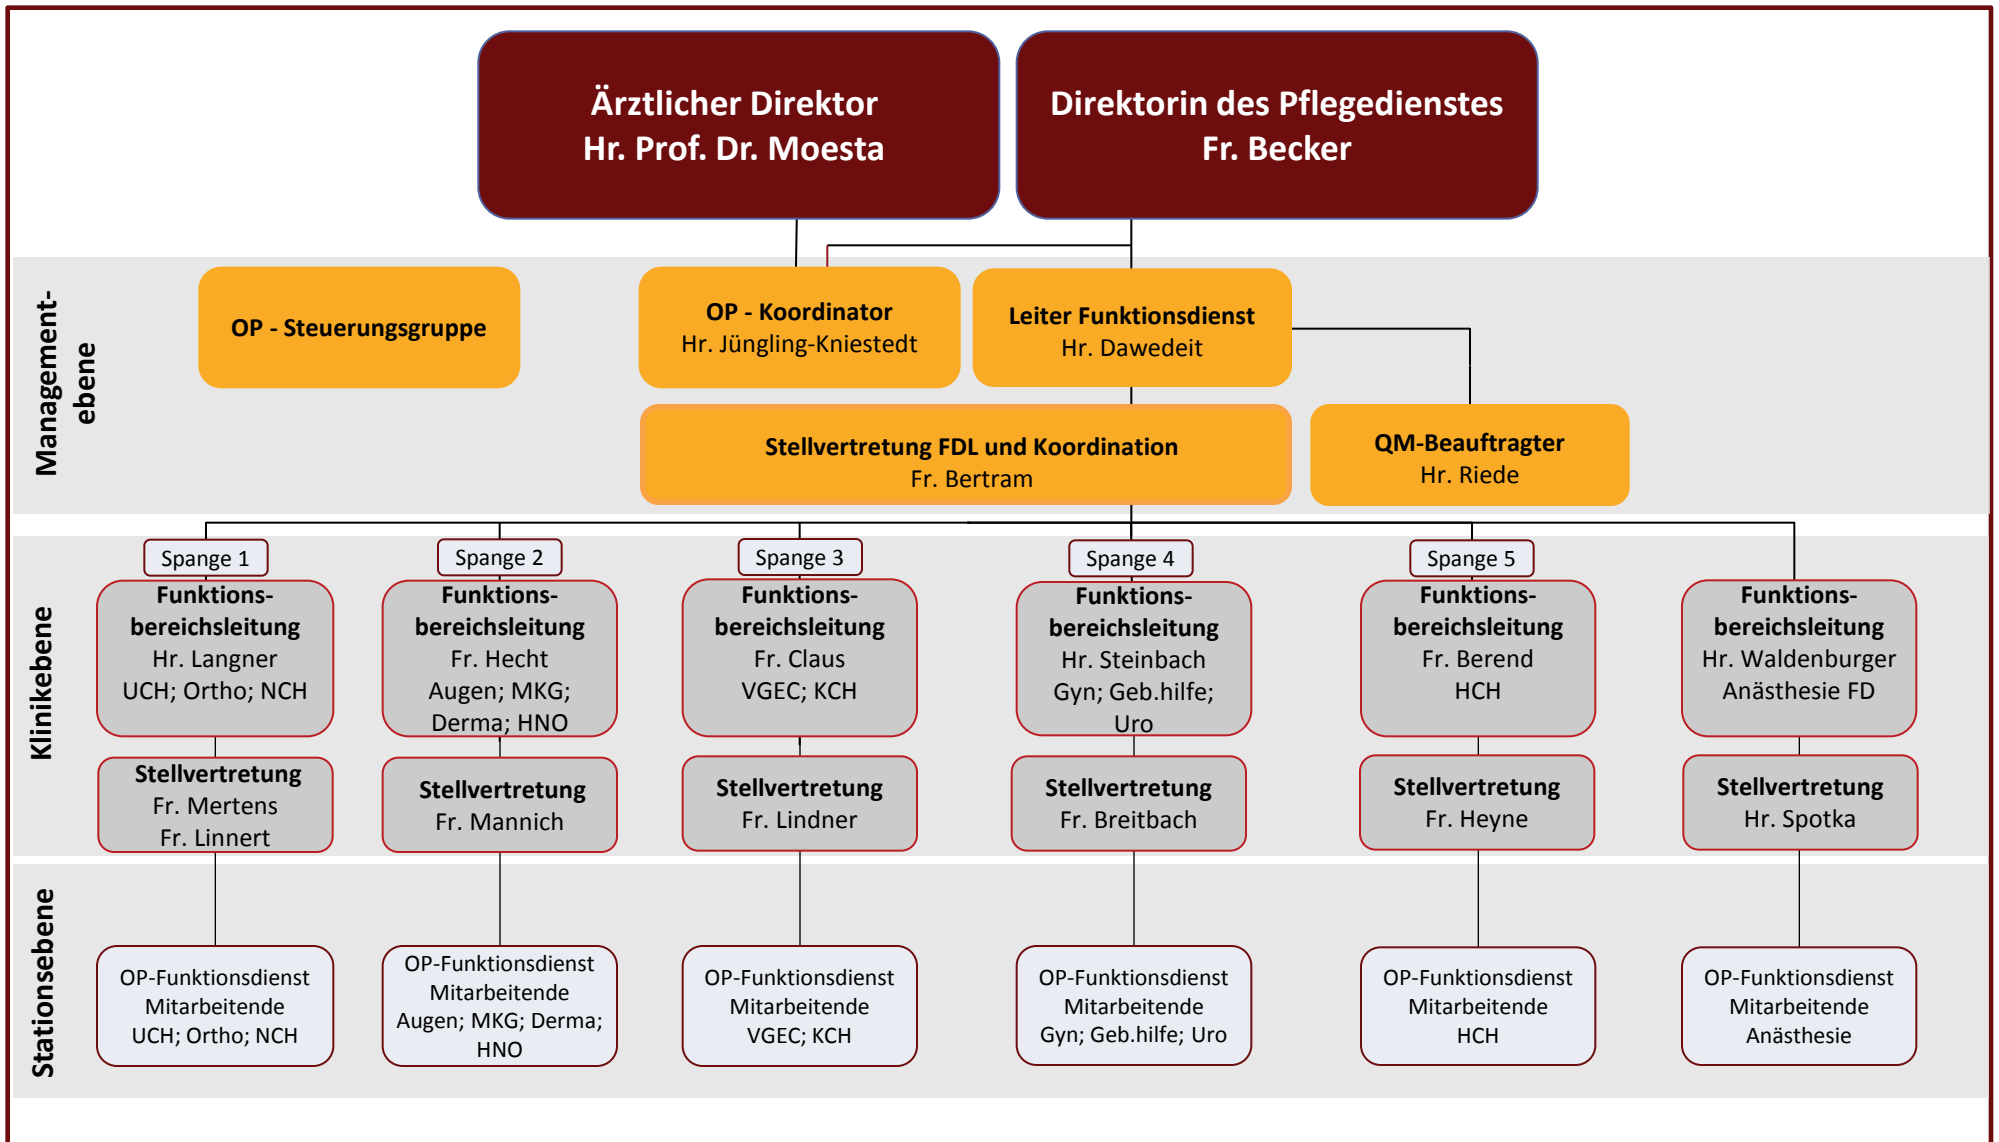 Ärztlicher Direktor
Hr. Prof. Dr. Moesta
Direktorin des Pflegedienstes
Fr. Becker
Management-
ebene
OP - Steuerungsgruppe
OP - Koordinator
Hr. Jüngling-Kniestedt
Leiter Funktionsdienst
Hr. Dawedeit
Stellvertretung FDL und Koordination
Fr. Bertram
QM-Beauftragter
Hr. Riede
Klinikebene
Spange 1
Funktions-
bereichsleitung
Hr. Langner
UCH; Ortho; NCH
Stellvertretung
Fr. Mertens
Fr. Linnert
Spange 2
Funktions-
bereichsleitung
Fr. Hecht
Augen; MKG;
Derma; HNO
Stellvertretung
Fr. Mannich
Spange 3
Funktions-
bereichsleitung
Fr. Claus
VGEC; KCH
Stellvertretung
Fr. Lindner
Spange 4
Funktions-
bereichsleitung
Hr. Steinbach
Gyn; Geb.hilfe;
Uro
Stellvertretung
Fr. Breitbach
Spange 5
Funktions-
bereichsleitung
Fr. Berend
HCH
Stellvertretung
Fr. Heyne
Funktions-
bereichsleitung
Hr. Waldenburger
Anästhesie FD
Stellvertretung
Hr. Spotka
Stationsebene
OP-Funktionsdienst
Mitarbeitende
UCH; Ortho; NCH
OP-Funktionsdienst
Mitarbeitende
Augen; MKG; Derma;
HNO
OP-Funktionsdienst
Mitarbeitende
VGEC; KCH
OP-Funktionsdienst
Mitarbeitende
Gyn; Geb.hilfe; Uro
OP-Funktionsdienst
Mitarbeitende
HCH
OP-Funktionsdienst
Mitarbeitende
Anästhesie